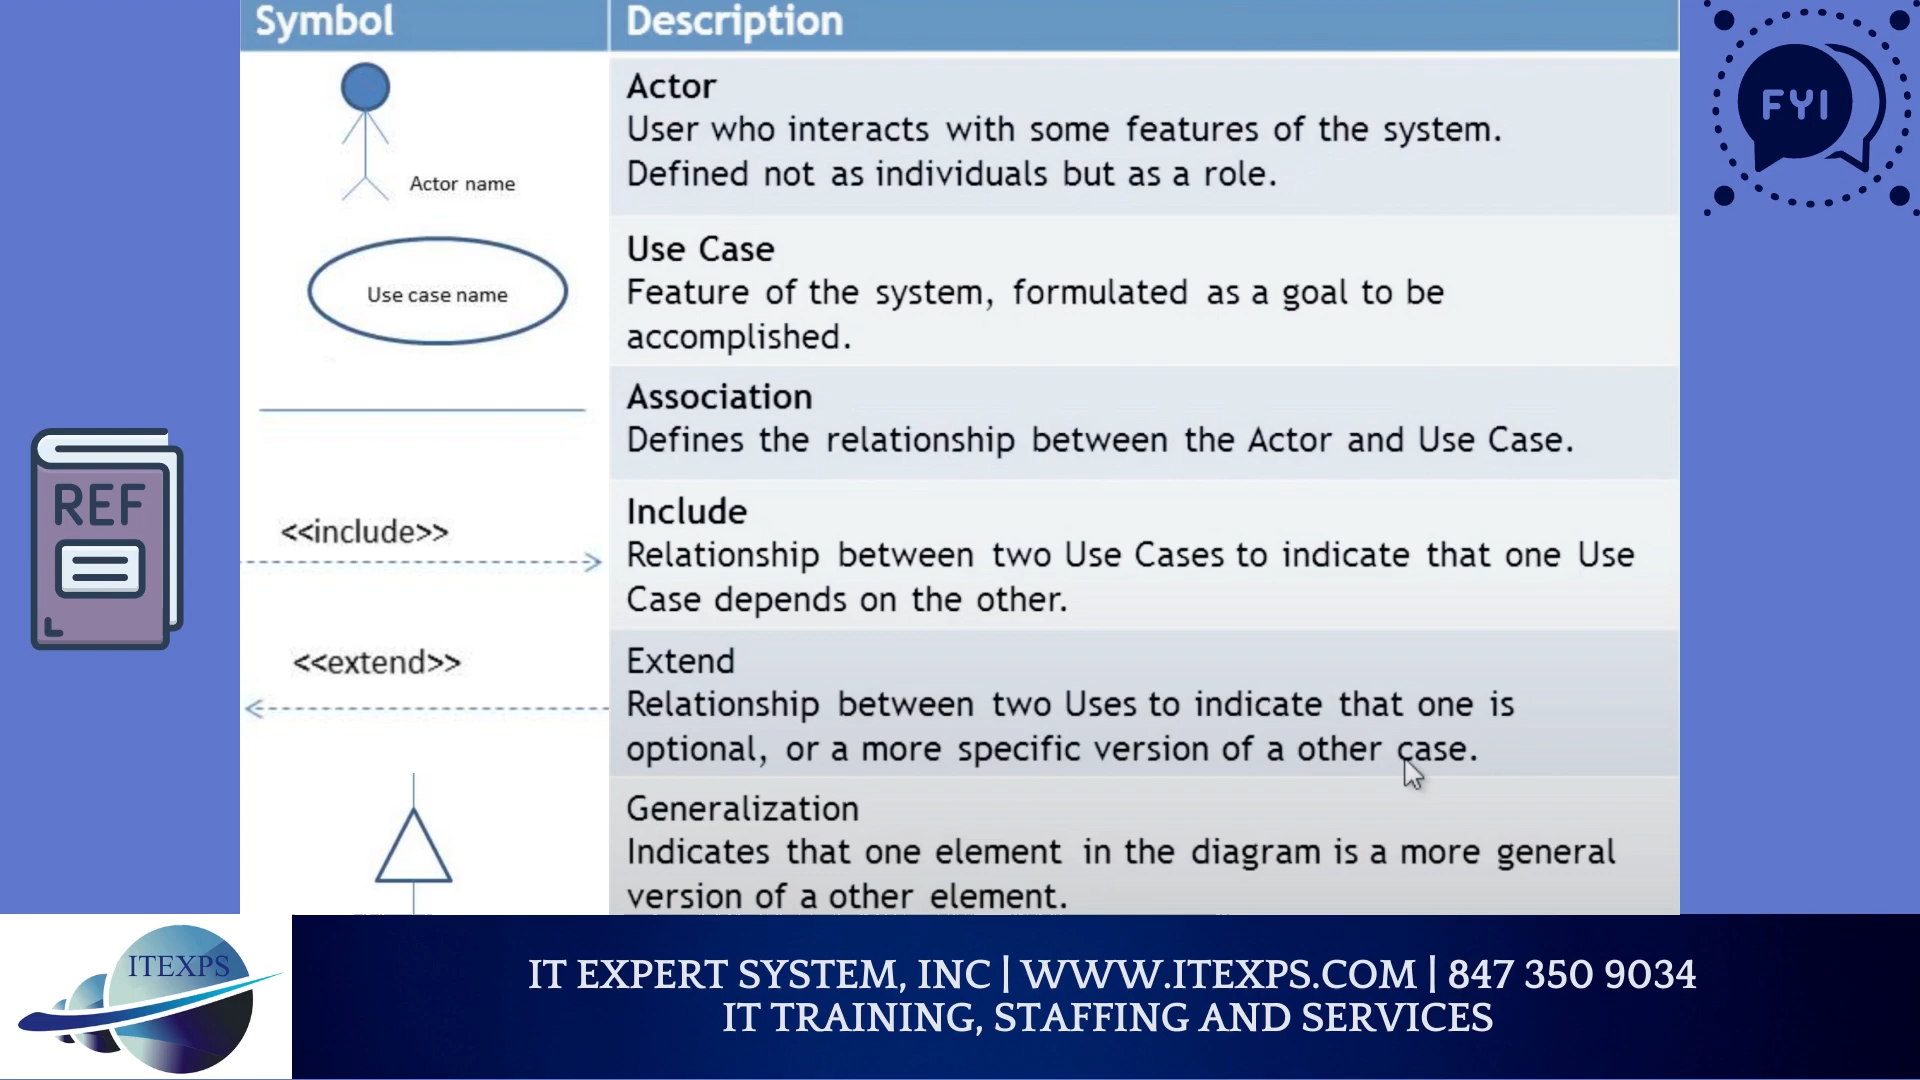 Symbol
Description
Actor name
Actor
User who interacts with some features of the system.
Defined not as individuals but as a role.
Use case name
Use Case
Feature of the system, formulated as a goal to be
accomplished.
Association
Defines the relationship between the Actor and Use Case.
<<include>>
Include
Relationship between two Use Cases to indicate that one Use
Case depends on the other.
<<extend>>
Extend
Relationship between two Uses to indicate that one is
optional, or a more specific version of a other case.
Generalization
Indicates that one element in the diagram is a more general
version of a other element.
FYI
REF
ITEXPS
IT EXPERT SYSTEM, INC | WWW.ITEXPS.COM | 847 350 9034
IT TRAINING, STAFFING AND SERVICES